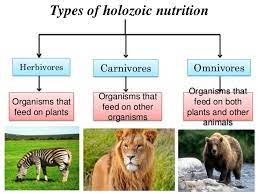 Types of holozoic nutrition
Herbivores
Carnivores
Omnivores
Organisms that
feed on plants
Organisms that
feed on other
organisms
Organisms that
feed on both
plants and other
animals